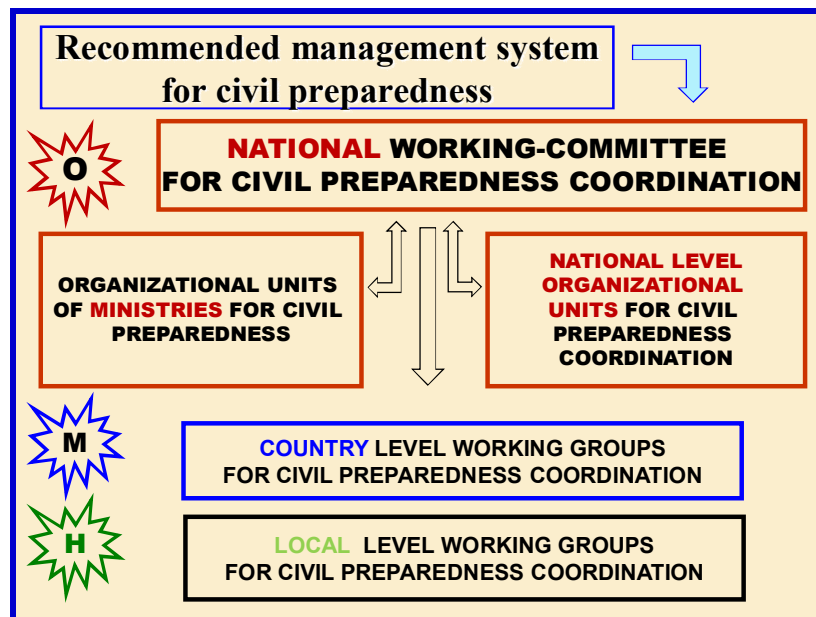 Recommended management system
for civil preparedness
O
NATIONAL WORKING-COMMITTEE
FOR CIVIL PREPAREDNESS COORDINATION
ORGANIZATIONAL UNITS
OF MINISTRIES FOR CIVIL
PREPAREDNESS
NATIONAL LEVEL
ORGANIZATIONAL
UNITS FOR CIVIL
PREPAREDNESS
COORDINATION
M
COUNTRY LEVEL WORKING GROUPS
FOR CIVIL PREPAREDNESS COORDINATION
H
LOCAL LEVEL WORKING GROUPS
FOR CIVIL PREPAREDNESS COORDINATION